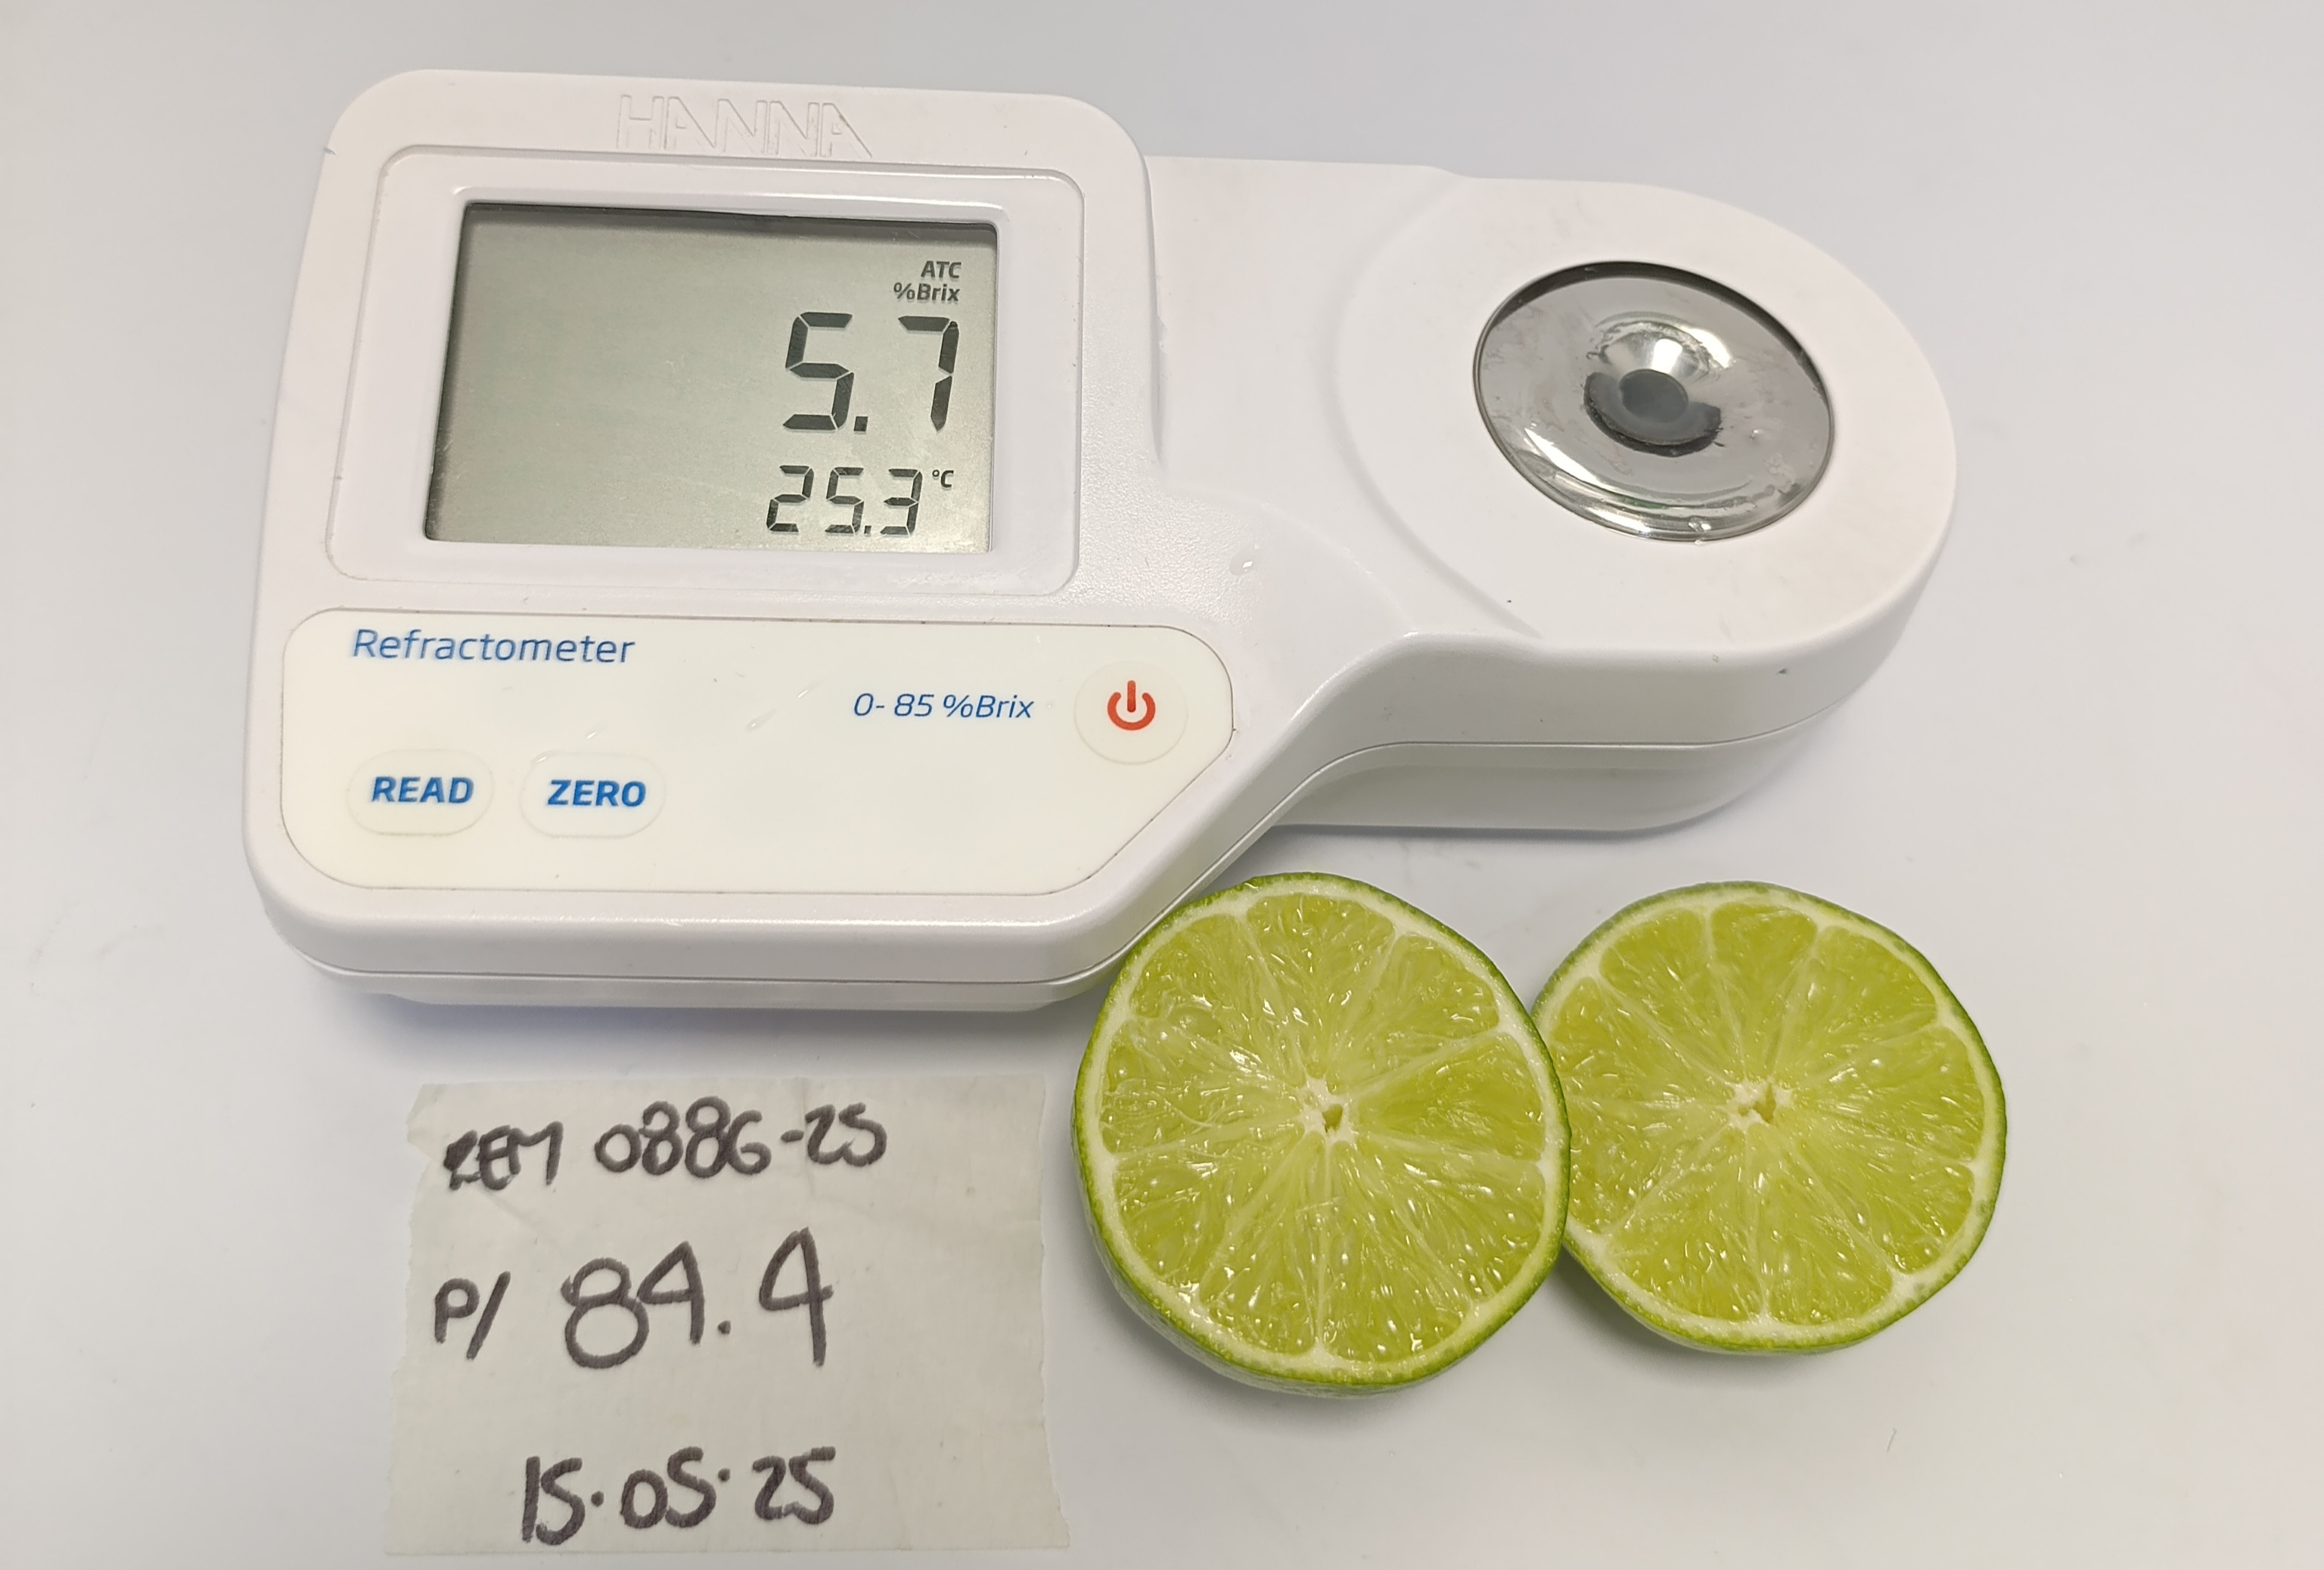 HANNA
ATC
%Brix
5.7
25.3 °C
Refractometer
0- 85 %Brix
READ ZERO
REM 0886-25
P/ 84.4
15.05.25